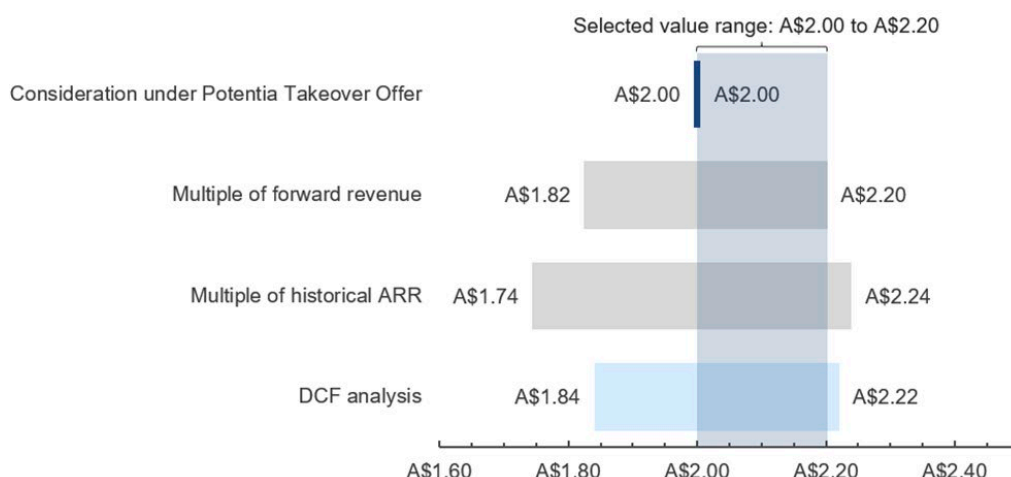 Selected value range: A$2.00 to A$2.20
Consideration under Potentia Takeover Offer A$2.00 A$2.00
Multiple of forward revenue A$1.82 A$2.20
Multiple of historical ARR A$1.74 A$2.24
DCF analysis A$1.84 A$2.22
A$1.60 A$1.80 A$2.00 A$2.20 A$2.40